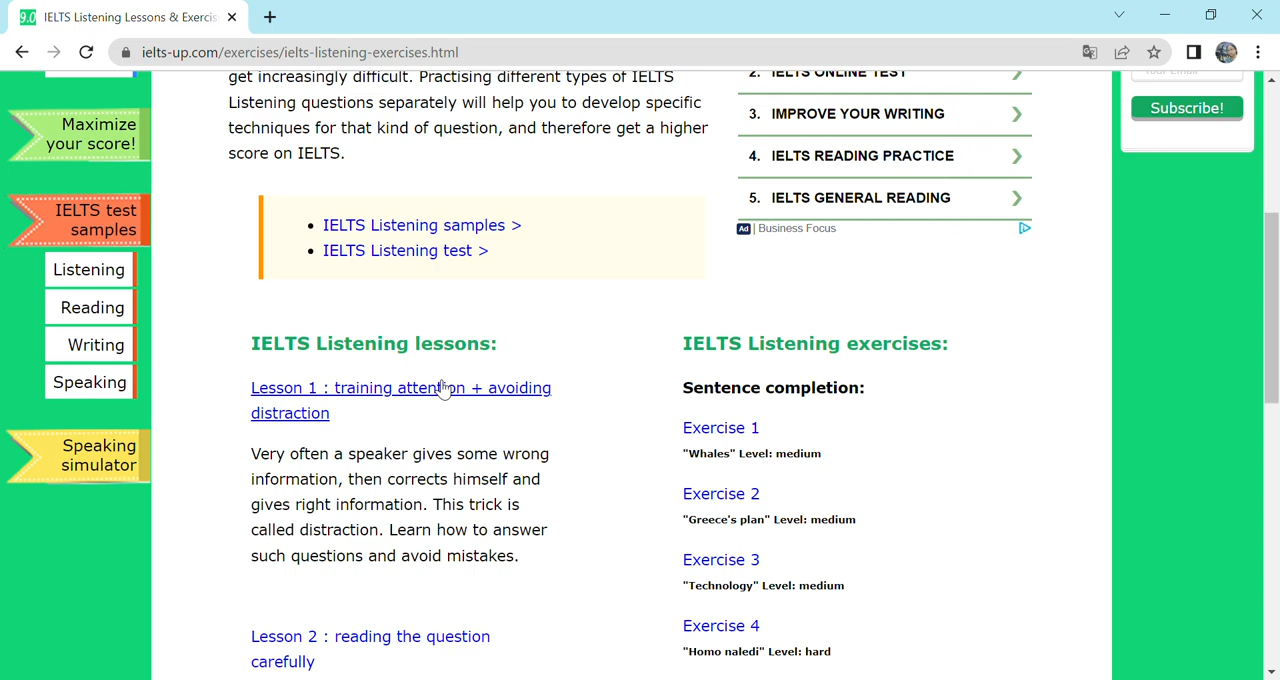 IELTS Listening Lessons & Exercis
ielts-up.com/exercises/ielts-listening-exercises.html
Maximize
your score!
IELTS test
samples
Listening
Reading
Writing
Speaking
Speaking
simulator
get increasingly difficult. Practising different types of IELTS
Listening questions separately will help you to develop specific
techniques for that kind of question, and therefore get a higher
score on IELTS.
• IELTS Listening samples >
• IELTS Listening test >
IELTS Listening lessons:
Lesson 1 : training attention + avoiding
distraction
Very often a speaker gives some wrong
information, then corrects himself and
gives right information. This trick is
called distraction. Learn how to answer
such questions and avoid mistakes.
Lesson 2 : reading the question
carefully
2. IELTS ONLINE TEST
3. IMPROVE YOUR WRITING
4. IELTS READING PRACTICE
5. IELTS GENERAL READING
Ad | Business Focus
IELTS Listening exercises:
Sentence completion:
Exercise 1
"Whales" Level: medium
Exercise 2
"Greece's plan" Level: medium
Exercise 3
"Technology" Level: medium
Exercise 4
"Homo naledi" Level: hard
Your Email
Subscribe!
9.0